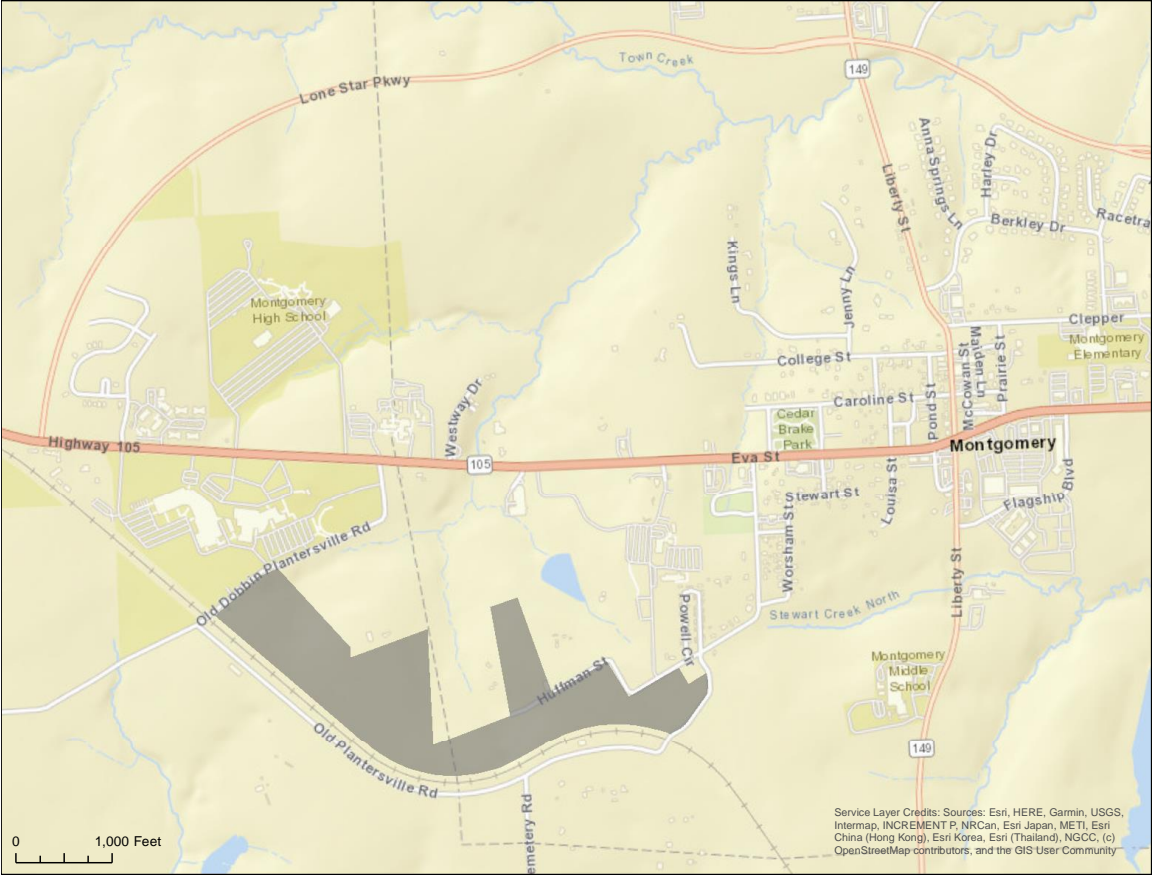 Town Creek
149
Lone Star Pkwy
Anna Springs Ln
Harley Dr
Liberty St
Berkley Dr
Racetra
Kings Ln
Jenny Ln
Montgomery
High School
Clepper
Montgomery
Elementary
McCowan St
Maiden Ln
Prairie St
College St
Pond St
Caroline St
Westway Dr
Cedar
Brake
Park
Highway 105
105
Eva St
Montgomery
Louisa St
Stewart St
Flagship Blvd
Worsham St
Old Dobbin Plantersville Rd
Liberty St
Stewart Creek North
Powell Cir
Huffman St
Montgomery
Middle
School
Old Plantersville Rd
149
emetery Rd
0 1,000 Feet
Service Layer Credits: Sources: Esri, HERE, Garmin, USGS,
Intermap, INCREMENT P, NRCan, Esri Japan, METI, Esri
China (Hong Kong), Esri Korea, Esri (Thailand), NGCC, (c)
OpenStreetMap contributors, and the GIS User Community